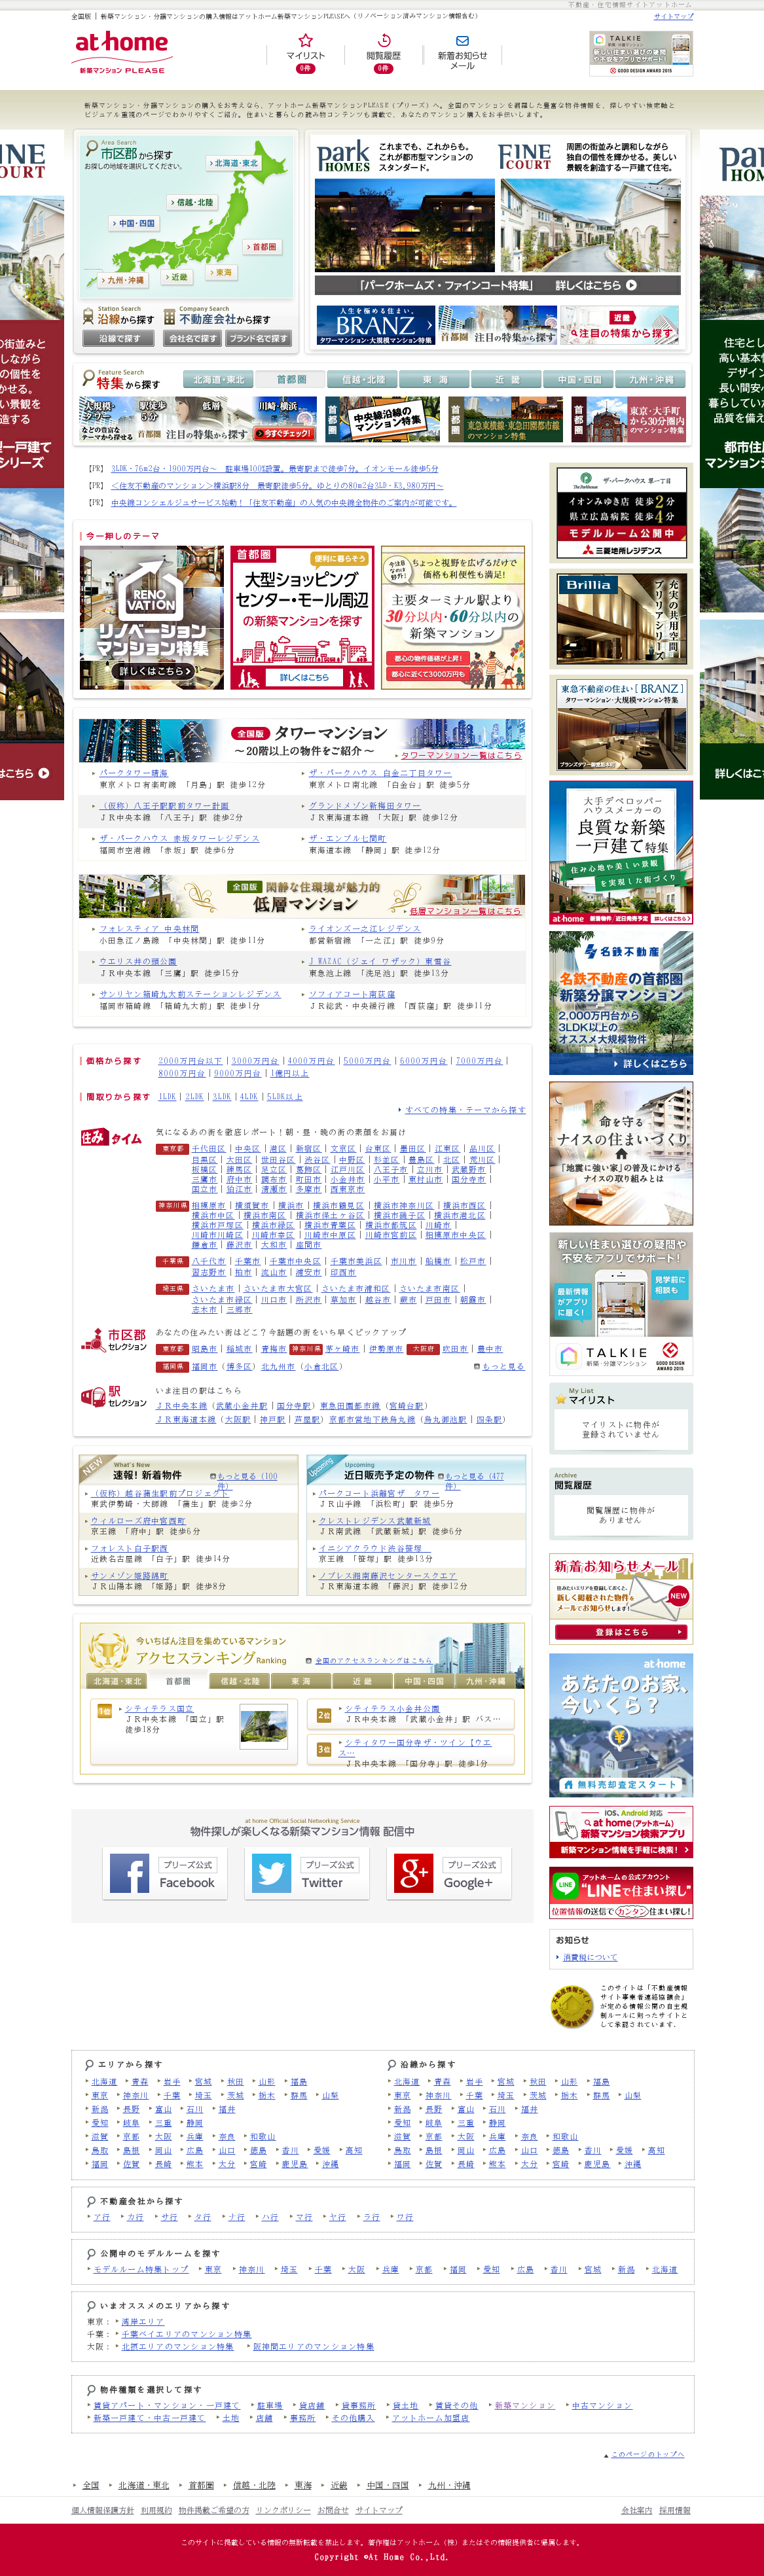 不動産・住宅情報サイトアットホーム
全国版 | 新築マンション・分譲マンションの購入情報はアットホーム新築マンションPLEASEへ（リノベーション済みマンション情報含む）
サイトマップ
at home
新築マンション PLEASE
マイリスト
0件
閲覧履歴
0件
新着お知らせメール
TALKIE
GOOD DESIGN AWARD 2015
新築マンション・分譲マンションの購入をお考えなら、アットホーム新築マンションPLEASE（プリーズ）へ。全国のマンションを網羅した豊富な物件情報を、探しやすい検索軸と
ビジュアル重視のページでわかりやすくご紹介。住まいと暮らしの読み物コンテンツも満載で、あなたのマンション購入をお手伝いします。
Area Search
市区郡から探す
お探しの地域を選択してください。
北海道・東北
信越・北陸
中国・四国
首都圏
東海
近畿
九州・沖縄
Station Search
沿線から探す
沿線で探す
Company Search
不動産会社から探す
会社名で探す
ブランド名で探す
park HOMES
これまでも、これからも。
これが都市型マンションの
スタンダード。
FINE COURT
周囲の街並みと調和しながら
独自の個性を輝かせる。美しい
景観を創造する一戸建て住宅。
「パークホームズ・ファインコート特集」 詳しくはこちら
人生を極める住まい。
BRANZ
タワーマンション・大規模マンション特集
首都圏 注目の特集から探す
近畿
注目の特集から探す
Feature Search
特集から探す
北海道・東北
首都圏
信越・北陸
東 海
近 畿
中国・四国
九州・沖縄
大規模・タワー
駅徒歩5分
低層
川崎・横浜
などの豊富なテーマから探せる 首都圏 注目の特集から探す
今すぐチェック!
首都圏
中央線沿線のマンション特集
首都圏
東急東横線・東急田園都市線のマンション特集
首都圏
東京・大手町から30分圏内のマンション特集
【PR】 3LDK・76m2台・1900万円台～ 駐車場100%設置。最寄駅まで徒歩7分。イオンモール徒歩5分
【PR】 ＜住友不動産のマンション＞横浜駅8分 最寄駅徒歩5分。ゆとりの80m2台3LD・K3,980万円～
【PR】 中央線コンシェルジュサービス始動！「住友不動産」の人気の中央線全物件のご案内が可能です。
今一押しのテーマ
RENOVATION
リノベーションマンション特集
詳しくはこちら
首都圏
便利に暮らそう
大型ショッピングセンター・モール周辺の新築マンションを探す
詳しくはこちら
ちょっと視野を広げるだけで
価格も利便性も満足!
主要ターミナル駅より
30分以内・60分以内の
新築マンション
都心の物件価格が上昇!
都心に近くて3000万円も
全国版 タワーマンション
～20階以上の物件をご紹介～
タワーマンション一覧はこちら
パークタワー晴海
東京メトロ有楽町線 「月島」駅 徒歩12分
ザ・パークハウス 白金二丁目タワー
東京メトロ南北線 「白金台」駅 徒歩5分
（仮称）八王子駅駅前タワー計画
ＪＲ中央本線 「八王子」駅 徒歩2分
グランドメゾン新梅田タワー
ＪＲ東海道本線 「大阪」駅 徒歩12分
ザ・パークハウス 赤坂タワーレジデンス
福岡市空港線 「赤坂」駅 徒歩6分
ザ・エンブル七間町
東海道本線 「静岡」駅 徒歩12分
全国版 閑静な住環境が魅力的
低層マンション
低層マンション一覧はこちら
フォレスティア 中央林間
小田急江ノ島線 「中央林間」駅 徒歩11分
ライオンズ一之江レジデンス
都営新宿線 「一之江」駅 徒歩9分
ウエリス井の頭公園
ＪＲ中央本線 「三鷹」駅 徒歩15分
J WAZAC（ジェイ ワザック）東雪谷
東急池上線 「洗足池」駅 徒歩13分
サンリヤン箱崎九大前ステーションレジデンス
福岡市箱崎線 「箱崎九大前」駅 徒歩1分
ソフィアコート南荻窪
ＪＲ総武・中央緩行線 「西荻窪」駅 徒歩11分
価格から探す
2000万円台以下 | 3000万円台 | 4000万円台 | 5000万円台 | 6000万円台 | 7000万円台 |
8000万円台 | 9000万円台 | 1億円以上
間取りから探す
1LDK | 2LDK | 3LDK | 4LDK | 5LDK以上
すべての特集・テーマから探す
住みタイム
気になるあの街を徹底レポート！朝・昼・晩の街の素顔をお届け
東京都 千代田区 | 中央区 | 港区 | 新宿区 | 文京区 | 台東区 | 墨田区 | 江東区 | 品川区 |
目黒区 | 大田区 | 世田谷区 | 渋谷区 | 中野区 | 杉並区 | 豊島区 | 北区 | 荒川区 |
板橋区 | 練馬区 | 足立区 | 葛飾区 | 江戸川区 | 八王子市 | 立川市 | 武蔵野市 |
三鷹市 | 府中市 | 調布市 | 町田市 | 小金井市 | 小平市 | 東村山市 | 国分寺市 |
国立市 | 狛江市 | 清瀬市 | 多摩市 | 西東京市
神奈川県 相模原市 | 横須賀市 | 横浜市 | 横浜市鶴見区 | 横浜市神奈川区 | 横浜市西区 |
横浜市中区 | 横浜市南区 | 横浜市保土ヶ谷区 | 横浜市磯子区 | 横浜市港北区 |
横浜市戸塚区 | 横浜市緑区 | 横浜市青葉区 | 横浜市都筑区 | 川崎市 |
川崎市川崎区 | 川崎市幸区 | 川崎市中原区 | 川崎市宮前区 | 相模原市中央区 |
鎌倉市 | 藤沢市 | 大和市 | 座間市
千葉県 八千代市 | 千葉市 | 千葉市中央区 | 千葉市美浜区 | 市川市 | 船橋市 | 松戸市 |
習志野市 | 柏市 | 流山市 | 浦安市 | 印西市
埼玉県 さいたま市 | さいたま市大宮区 | さいたま市浦和区 | さいたま市南区 |
さいたま市緑区 | 川口市 | 所沢市 | 草加市 | 越谷市 | 蕨市 | 戸田市 | 朝霞市 |
志木市 | 三郷市
市区郡セレクション
あなたの住みたい街はどこ？今話題の街をいち早くピックアップ
東京都 昭島市 | 稲城市 | 青梅市 神奈川県 茅ヶ崎市 | 伊勢原市 大阪府 吹田市 | 豊中市
福岡県 福岡市（博多区） 北九州市（小倉北区）
もっと見る
駅セレクション
いま注目の駅はこちら
ＪＲ中央本線（武蔵小金井駅 | 国分寺駅）東急田園都市線（宮崎台駅）
ＪＲ東海道本線（大阪駅 | 神戸駅 | 芦屋駅）京都市営地下鉄烏丸線（烏丸御池駅 | 四条駅）
NEW
What's New
速報！新着物件
もっと見る（100件）
（仮称）越谷蒲生駅前プロジェクト
東武伊勢崎・大師線 「蒲生」駅 徒歩2分
ウィルローズ府中宮西町
京王線 「府中」駅 徒歩6分
フォレスト白子駅西
近鉄名古屋線 「白子」駅 徒歩14分
サンメゾン姫路綿町
ＪＲ山陽本線 「姫路」駅 徒歩8分
Upcoming
近日販売予定の物件
もっと見る（477件）
パークコート浜離宮ザ タワー
ＪＲ山手線 「浜松町」駅 徒歩5分
クレストレジデンス武蔵新城
ＪＲ南武線 「武蔵新城」駅 徒歩6分
イニシアクラウド渋谷笹塚
京王線 「笹塚」駅 徒歩13分
ノブレス湘南藤沢センタースクエア
ＪＲ東海道本線 「藤沢」駅 徒歩12分
今いちばん注目を集めているマンション
アクセスランキング Ranking
全国のアクセスランキングはこちら
北海道・東北
首都圏
信越・北陸
東 海
近 畿
中国・四国
九州・沖縄
1位
シティテラス国立
ＪＲ中央本線 「国立」駅
徒歩18分
2位
シティテラス小金井公園
ＪＲ中央本線 「武蔵小金井」駅 バス…
3位
シティタワー国分寺ザ・ツイン【ウエス…
ＪＲ中央本線 「国分寺」駅 徒歩1分
at home Official Social Networking Service
物件探しが楽しくなる新築マンション情報 配信中
プリーズ公式
Facebook
プリーズ公式
Twitter
プリーズ公式
Google+
ザ・パークハウス 草一丁目
イオンみゆき店 徒歩2分
県立広島病院 徒歩4分
モデルルーム公開中
三菱地所レジデンス
Brillia
充実の共用空間
ブリリアシリーズ
東急不動産の住まい［BRANZ］
タワーマンション・大規模マンション特集
大手デベロッパー
ハウスメーカーの
良質な新築
一戸建て特集
住み心地や美しい景観
を実現した街づくり
at home
詳しくはこちら
名鉄不動産
名鉄不動産の首都圏
新築分譲マンション
2,000万円台から
3LDK以上の
オススメ大規模物件
詳しくはこちら
命を守る
ナイスの住まいづくり
「地震に強い家」の普及にかける
ナイスの取り組みとは
新しい住まい選びの疑問や
不安をアプリでサポート!
最新情報がアプリに届く!
見学前に相談も
TALKIE
新築・分譲マンション
GOOD DESIGN AWARD 2015
My List
マイリスト
マイリストに物件が
登録されていません
Archive
閲覧履歴
閲覧履歴に物件が
ありません
新着お知らせメール
住みたいエリアを登録しておくと、
新しく掲載された物件を
メールでお知らせします!
NEW
登録はこちら
at home
あなたのお家、
今いくら？
無料売却査定スタート
iOS、Android 対応
at home（アットホーム）
新築マンション検索アプリ
新築マンション情報を手軽に検索!
LINE
アットホームの公式アカウント
"LINEで住まい探し"
位置情報の送信でカンタン住まい探し!
お知らせ
消費税について
このサイトは「不動産情報
サイト事業者連絡協議会」
が定める情報公開の自主規
制ルールに則ったサイトと
して承認されています。
エリアから探す
北海道 青森 岩手 宮城 秋田 山形 福島
東京 神奈川 千葉 埼玉 茨城 栃木 群馬 山梨
新潟 長野 富山 石川 福井
愛知 岐阜 三重 静岡
滋賀 京都 大阪 兵庫 奈良 和歌山
鳥取 島根 岡山 広島 山口 徳島 香川 愛媛 高知
福岡 佐賀 長崎 熊本 大分 宮崎 鹿児島 沖縄
沿線から探す
北海道 青森 岩手 宮城 秋田 山形 福島
東京 神奈川 千葉 埼玉 茨城 栃木 群馬 山梨
新潟 長野 富山 石川 福井
愛知 岐阜 三重 静岡
滋賀 京都 大阪 兵庫 奈良 和歌山
鳥取 島根 岡山 広島 山口 徳島 香川 愛媛 高知
福岡 佐賀 長崎 熊本 大分 宮崎 鹿児島 沖縄
不動産会社から探す
ア行 カ行 サ行 タ行 ナ行 ハ行 マ行 ヤ行 ラ行 ワ行
公開中のモデルルームを探す
モデルルーム特集トップ 東京 神奈川 埼玉 千葉 大阪 兵庫 京都 福岡 愛知 広島 香川 宮城 新潟 北海道
いまオススメのエリアから探す
東京： 湾岸エリア
千葉： 千葉ベイエリアのマンション特集
大阪： 北摂エリアのマンション特集 阪神間エリアのマンション特集
物件種類を選択して探す
賃貸アパート・マンション・一戸建て 駐車場 貸店舗 貸事務所 貸土地 賃貸その他 新築マンション 中古マンション
新築一戸建て・中古一戸建て 土地 店舗 事務所 その他購入 アットホーム加盟店
このページのトップへ
全国 北海道・東北 首都圏 信越・北陸 東海 近畿 中国・四国 九州・沖縄
個人情報保護方針 利用規約 物件掲載ご希望の方 リンクポリシー お問合せ サイトマップ
会社案内 採用情報
このサイトに掲載している情報の無断転載を禁止します。著作権はアットホーム（株）またはその情報提供者に帰属します。
Copyright ©At Home Co.,Ltd.